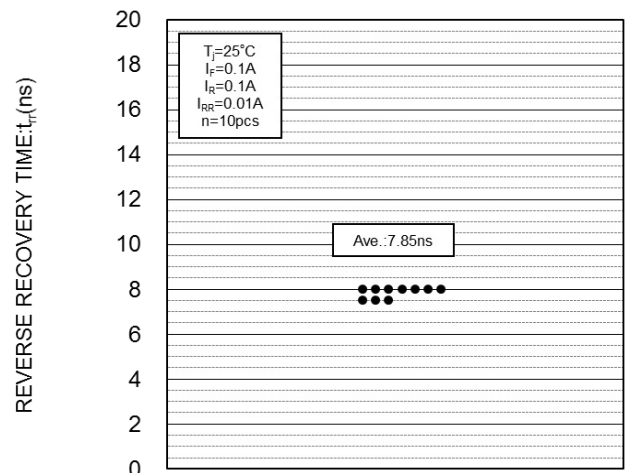 REVERSE RECOVERY TIME:trr(ns)
20
18
16
14
12
10
8
6
4
2
0
Tj=25°C
IF=0.1A
IR=0.1A
IRR=0.01A
n=10pcs
Ave.:7.85ns